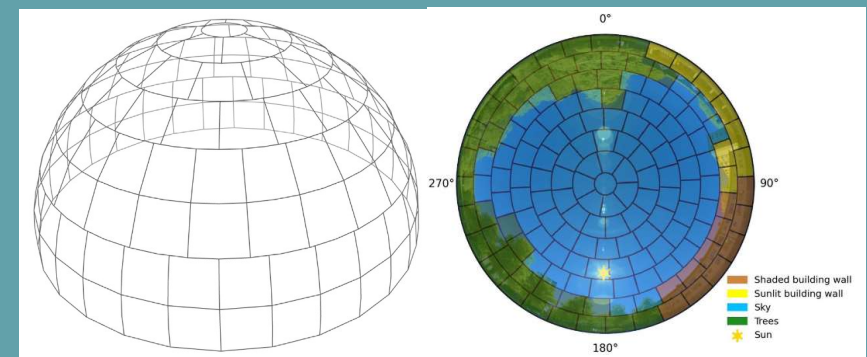 0°
270°
90°
Shaded building wall
Sunlit building wall
Sky
Trees
Sun
180°